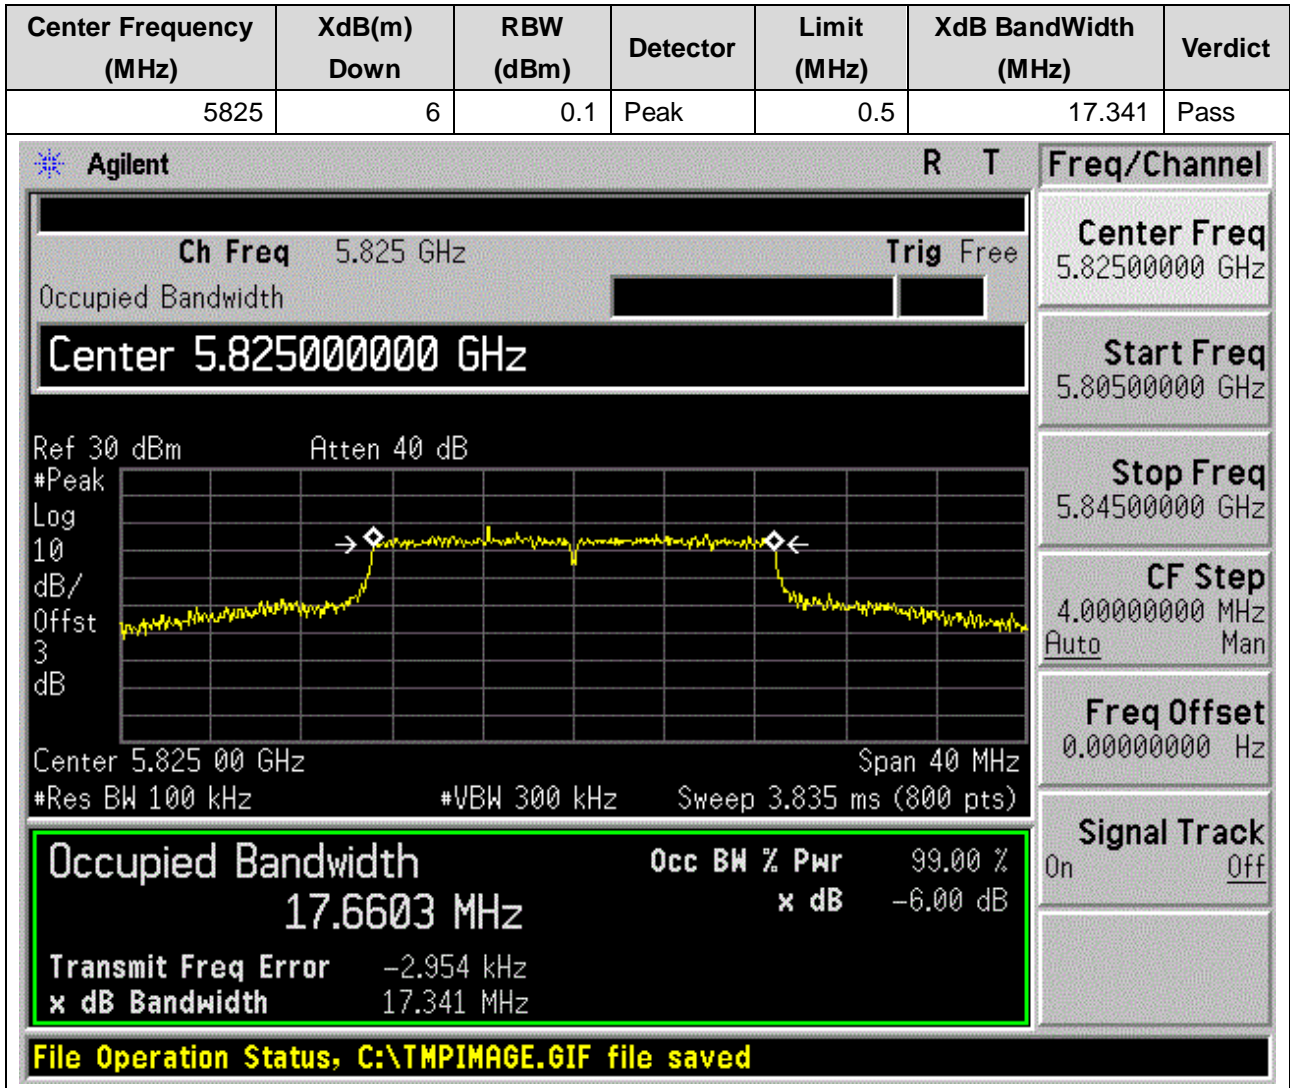 Center Frequency (MHz) XdB(m) Down RBW (dBm) Detector Limit (MHz) XdB BandWidth (MHz) Verdict
5825 6 0.1 Peak 0.5 17.341 Pass
Agilent R T Freq/Channel
Ch Freq 5.825 GHz Trig Free
Occupied Bandwidth
Center 5.825000000 GHz
Center Freq
5.82500000 GHz
Start Freq
5.80500000 GHz
Stop Freq
5.84500000 GHz
CF Step
4.00000000 MHz
Auto Man
Freq Offset
0.00000000 Hz
Signal Track
On Off
Ref 30 dBm Atten 40 dB
#Peak
Log
10
dB/
Offst
3
dB
Center 5.825 00 GHz Span 40 MHz
#Res BW 100 kHz #VBW 300 kHz Sweep 3.835 ms (800 pts)
Occupied Bandwidth Occ BW % Pwr 99.00 %
17.6603 MHz x dB -6.00 dB
Transmit Freq Error -2.954 kHz
x dB Bandwidth 17.341 MHz
File Operation Status, C:\TMPIMAGE.GIF file saved